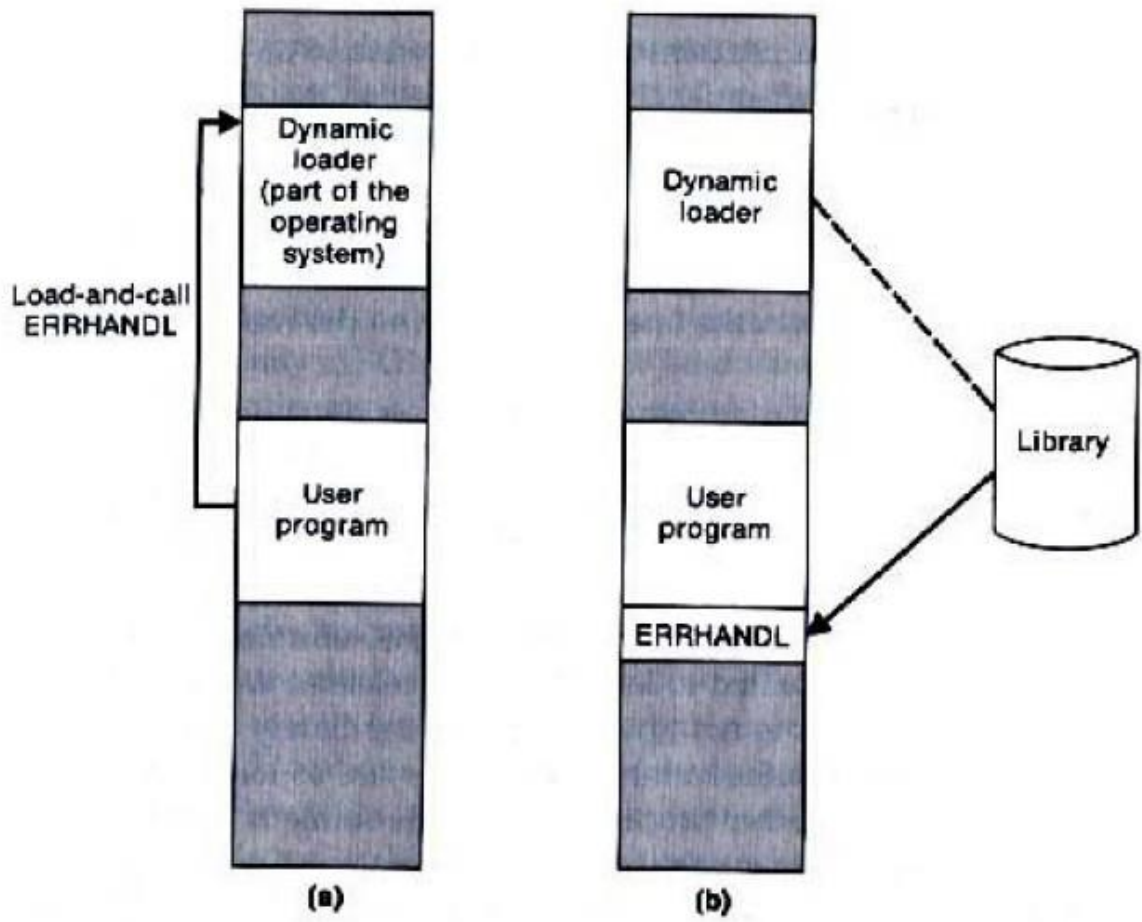 Dynamic
loader
(part of the
operating
system)
Load-and-call
ERRHANDL
User
program
(a)
Dynamic
loader
Library
User
program
ERRHANDL
(b)